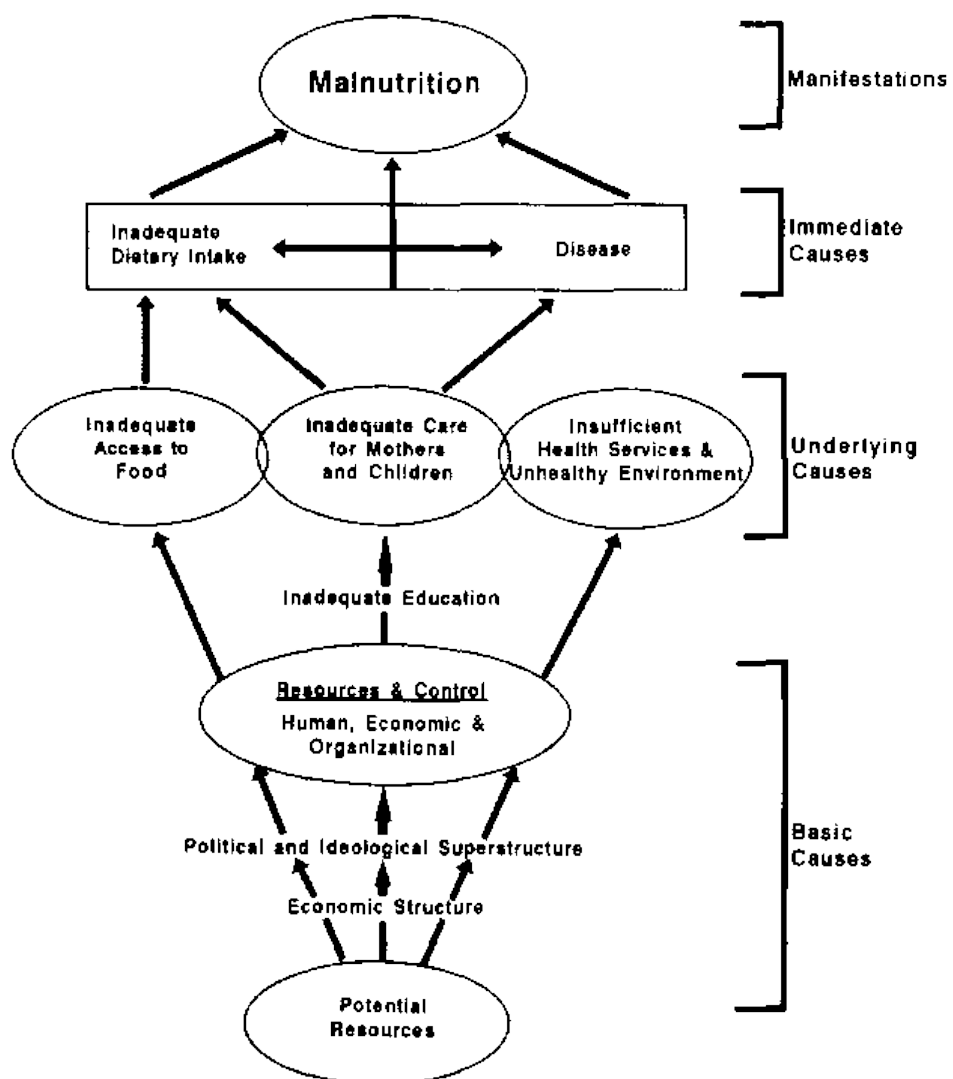 Malnutrition
Manifestations
Inadequate
Dietary Intake
Disease
Immediate
Causes
Inadequate
Access to
Food
Inadequate Care
for Mothers
and Children
Insufficient
Health Services &
Unhealthy Environment
Underlying
Causes
Inadequate Education
Resources & Control
Human, Economic &
Organizational
Political and Ideological Superstructure
Economic Structure
Basic
Causes
Potential
Resources